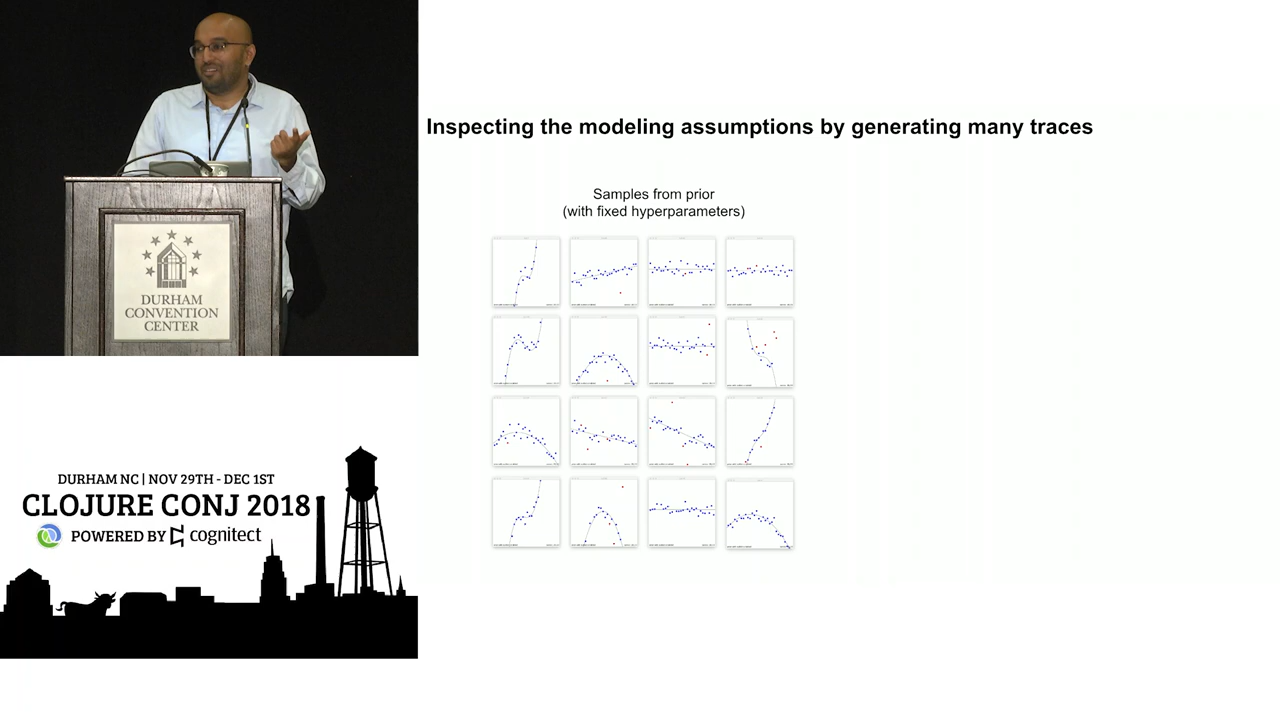 Inspecting the modeling assumptions by generating many traces
Samples from prior
(with fixed hyperparameters)
DURHAM
CONVENTION
CENTER
DURHAM NC | NOV 29TH - DEC 1ST
CLOJURE CONJ 2018
POWERED BY cognitect